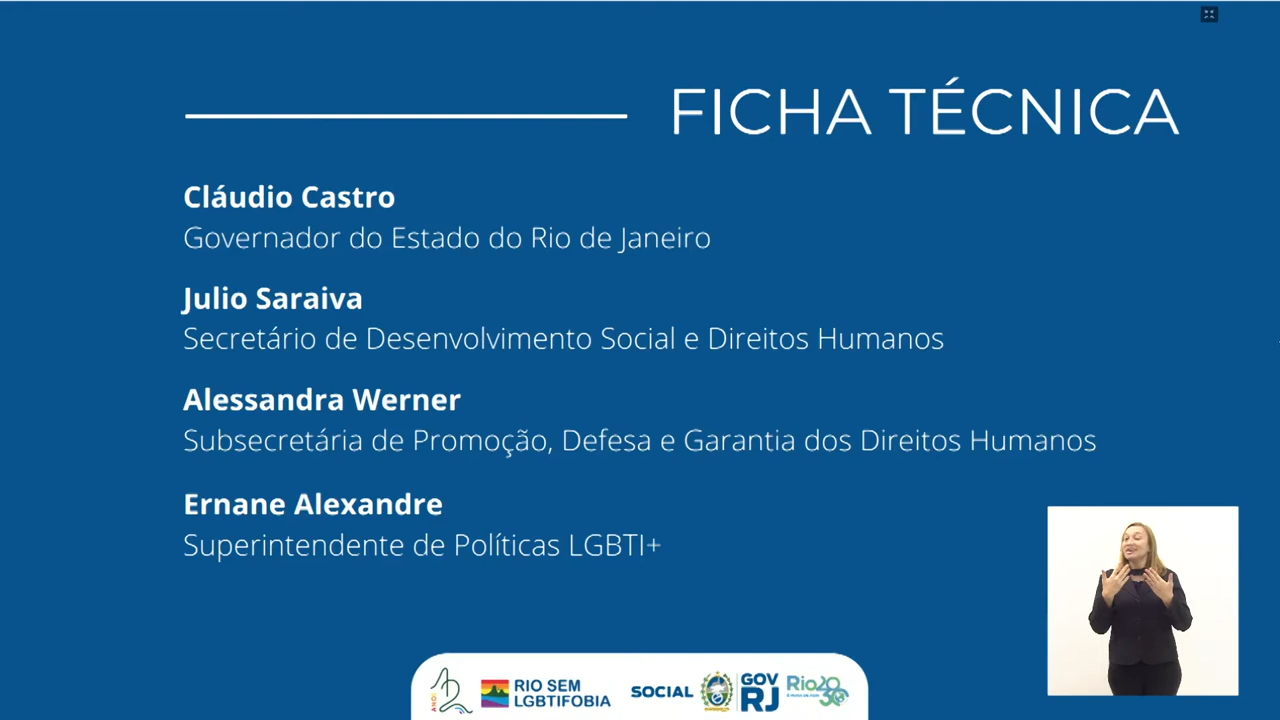 FICHA TÉCNICA
Cláudio Castro
Governador do Estado do Rio de Janeiro
Julio Saraiva
Secretário de Desenvolvimento Social e Direitos Humanos
Alessandra Werner
Subsecretária de Promoção, Defesa e Garantia dos Direitos Humanos
Ernane Alexandre
Superintendente de Políticas LGBTI+
ANOS
RIO SEM
LGBTIFOBIA
SOCIAL
GOV
RJ
Rio2030